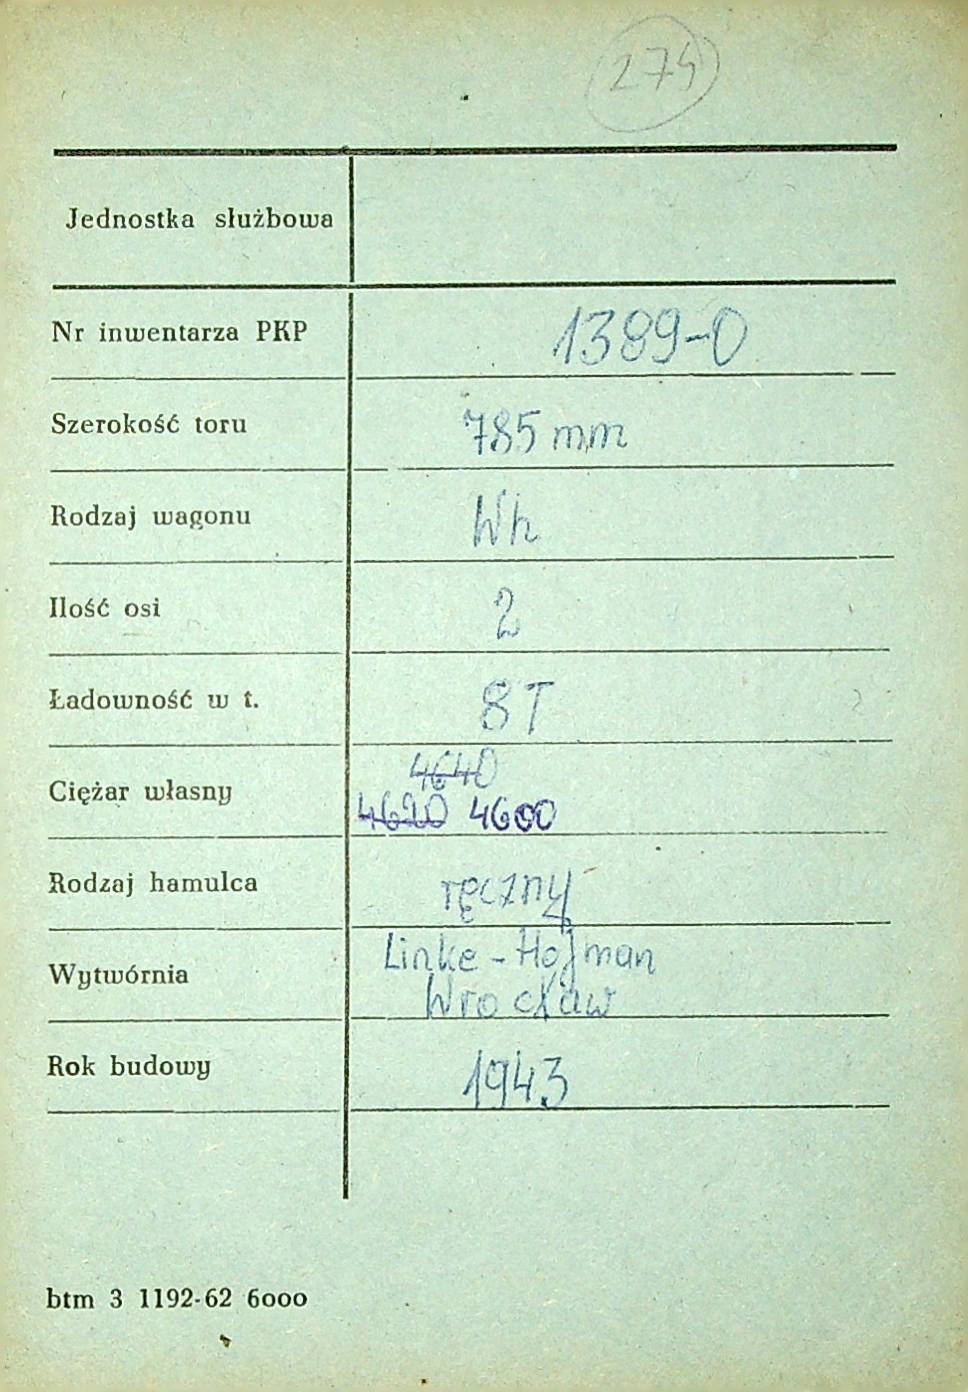 274
Jednostka służbowa
Nr inwentarza PKP 1389-0
Szerokość toru 785 mm
Rodzaj wagonu Wh
Ilość osi 2
Ładowność w t. 8T
4640
Ciężar własny 4620 4600
Rodzaj hamulca ręczny
Linke - Hofman
Wytwórnia Wrocław
Rok budowy 1943
btm 3 1192-62 6000